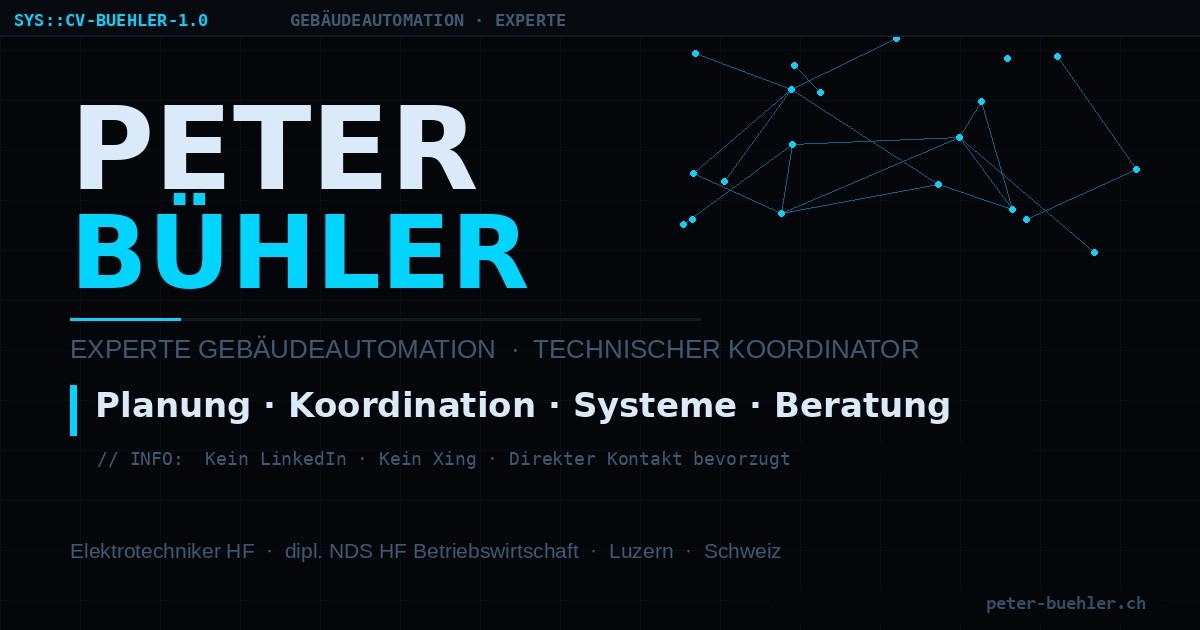 SYS::CV-BUEHLER-1.0 GEBÄUDEAUTOMATION · EXPERTE
PETER
BÜHLER
EXPERTE GEBÄUDEAUTOMATION · TECHNISCHER KOORDINATOR
Planung · Koordination · Systeme · Beratung
// INFO: Kein LinkedIn · Kein Xing · Direkter Kontakt bevorzugt
Elektrotechniker HF · dipl. NDS HF Betriebswirtschaft · Luzern · Schweiz
peter-buehler.ch